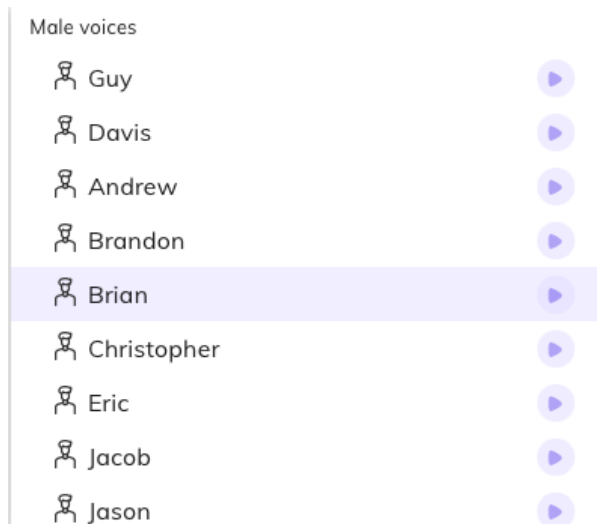 Male voices
Guy
Davis
Andrew
Brandon
Brian
Christopher
Eric
Jacob
Jason